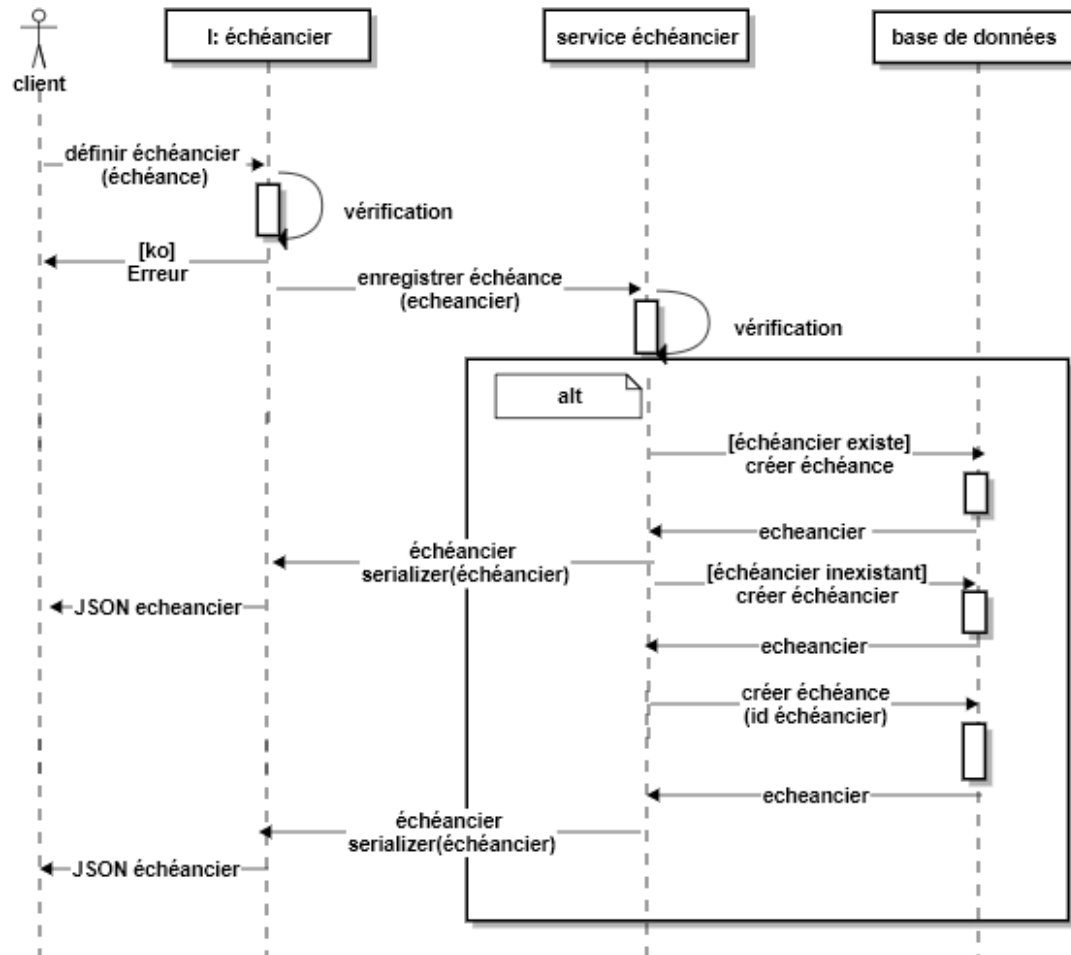 client
I: échéancier
service échéancier
base de données
définir échéancier
(échéance)
vérification
[ko]
Erreur
enregistrer échéance
(echeancier)
vérification
alt
[échéancier existe]
créer échéance
echeancier
échéancier
serializer(échéancier)
[échéancier inexistant]
créer échéancier
JSON echeancier
echeancier
créer échéance
(id échéancier)
echeancier
échéancier
serializer(échéancier)
JSON échéancier